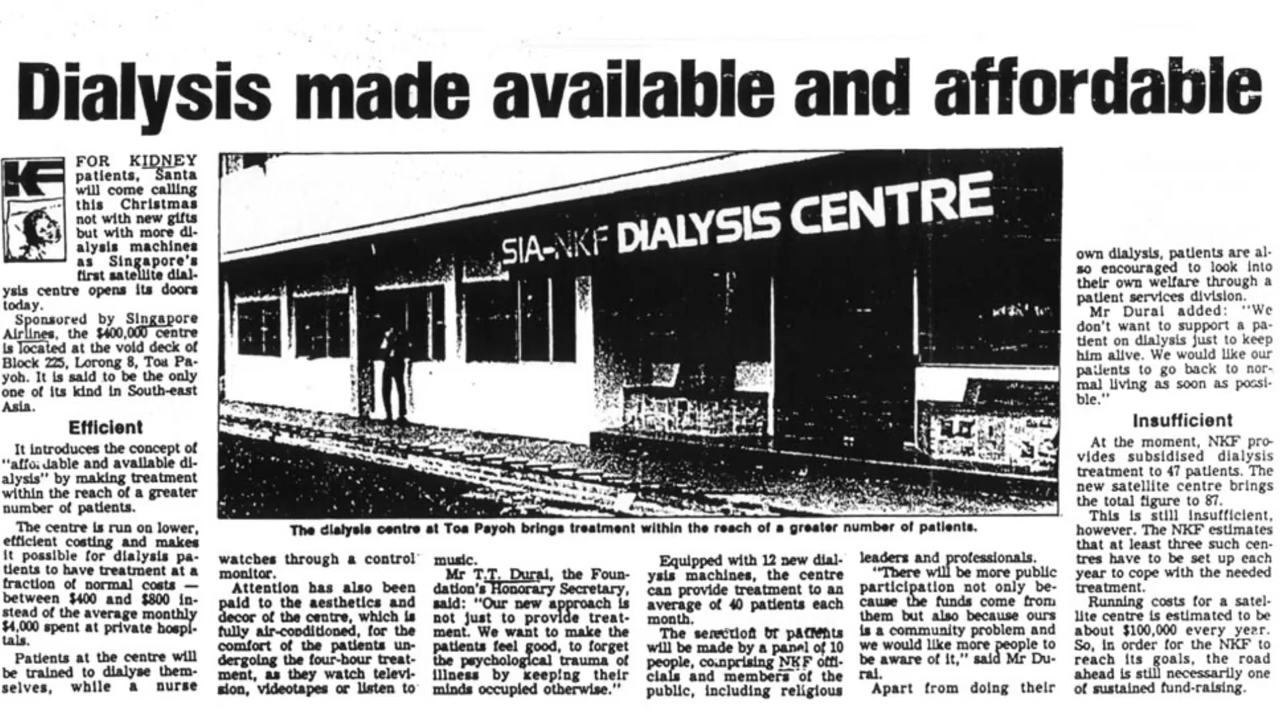 Dialysis made available and affordable
KF
FOR KIDNEY
patients, Santa
will come calling
this Christmas
not with new gifts
but with more di-
alysis machines
as Singapore's
first satellite dial-
ysis centre opens its doors
today.
Sponsored by Singapore
Airlines, the $400,000 centre
is located at the void deck of
Block 225, Lorong 8, Toa Pa-
yoh. It is said to be the only
one of its kind in South-east
Asia.
Efficient
It introduces the concept of
"affordable and available di-
alysis" by making treatment
within the reach of a greater
number of patients.
The centre is run on lower,
efficient costing and makes
it possible for dialysis pa-
tients to have treatment at a
fraction of normal costs —
between $400 and $800 in-
stead of the average monthly
$4,000 spent at private hospi-
tals.
Patients at the centre will
be trained to dialyse them-
selves, while a nurse
SIA-NKF DIALYSIS CENTRE
The dialysis centre at Toa Payoh brings treatment within the reach of a greater number of patients.
watches through a control
monitor.
Attention has also been
paid to the aesthetics and
decor of the centre, which is
fully air-conditioned, for the
comfort of the patients un-
dergoing the four-hour treat-
ment, as they watch televi-
sion, videotapes or listen to
music.
Mr T.T. Durai, the Foun-
dation's Honorary Secretary,
said: "Our new approach is
not just to provide treat-
ment. We want to make the
patients feel good, to forget
the psychological trauma of
illness by keeping their
minds occupied otherwise."
Equipped with 12 new dial-
ysis machines, the centre
can provide treatment to an
average of 40 patients each
month.
The selection of patients
will be made by a panel of 10
people, comprising NKF offi-
cials and members of the
public, including religious
leaders and professionals.
"There will be more public
participation not only be-
cause the funds come from
them but also because ours
is a community problem and
we would like more people to
be aware of it," said Mr Du-
rai.
Apart from doing their
own dialysis, patients are al-
so encouraged to look into
their own welfare through a
patient services division.
Mr Durai added: "We
don't want to support a pa-
tient on dialysis just to keep
him alive. We would like our
patients to go back to nor-
mal living as soon as possi-
ble."
Insufficient
At the moment, NKF pro-
vides subsidised dialysis
treatment to 47 patients. The
new satellite centre brings
the total figure to 87.
This is still insufficient,
however. The NKF estimates
that at least three such cen-
tres have to be set up each
year to cope with the needed
treatment.
Running costs for a satel-
lite centre is estimated to be
about $100,000 every year.
So, in order for the NKF to
reach its goals, the road
ahead is still necessarily one
of sustained fund-raising.